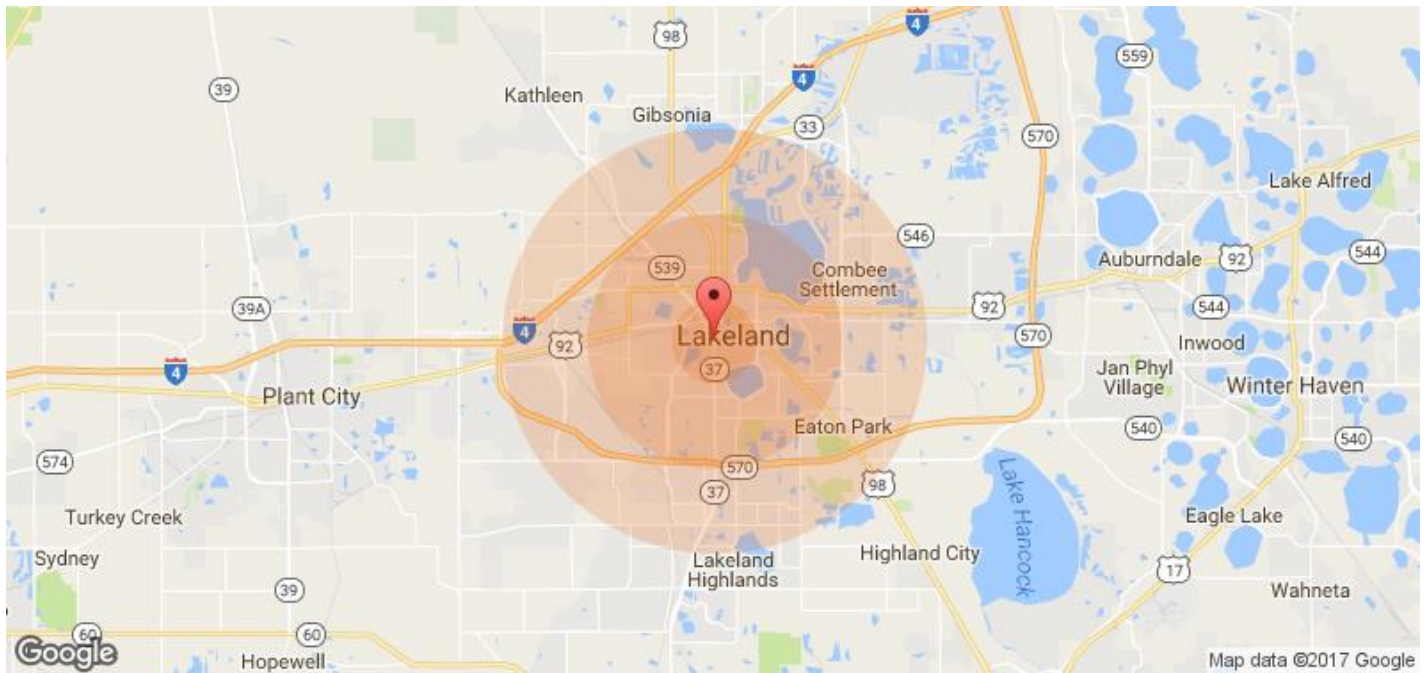 4
98
559
4
39
Kathleen
Gibsonia
33
570
Lake Alfred
546
Combee
Settlement
539
Auburndale
92
544
39A
92
544
Lakeland
4
92
570
Inwood
4
37
Jan Phyl
Village
Winter Haven
Plant City
Eaton Park
540
540
574
570
37
98
Lake Hancock
Turkey Creek
Eagle Lake
Sydney
Lakeland
Highlands
Highland City
17
39
Wahneta
60
60
Google
Hopewell
Map data ©2017 Google